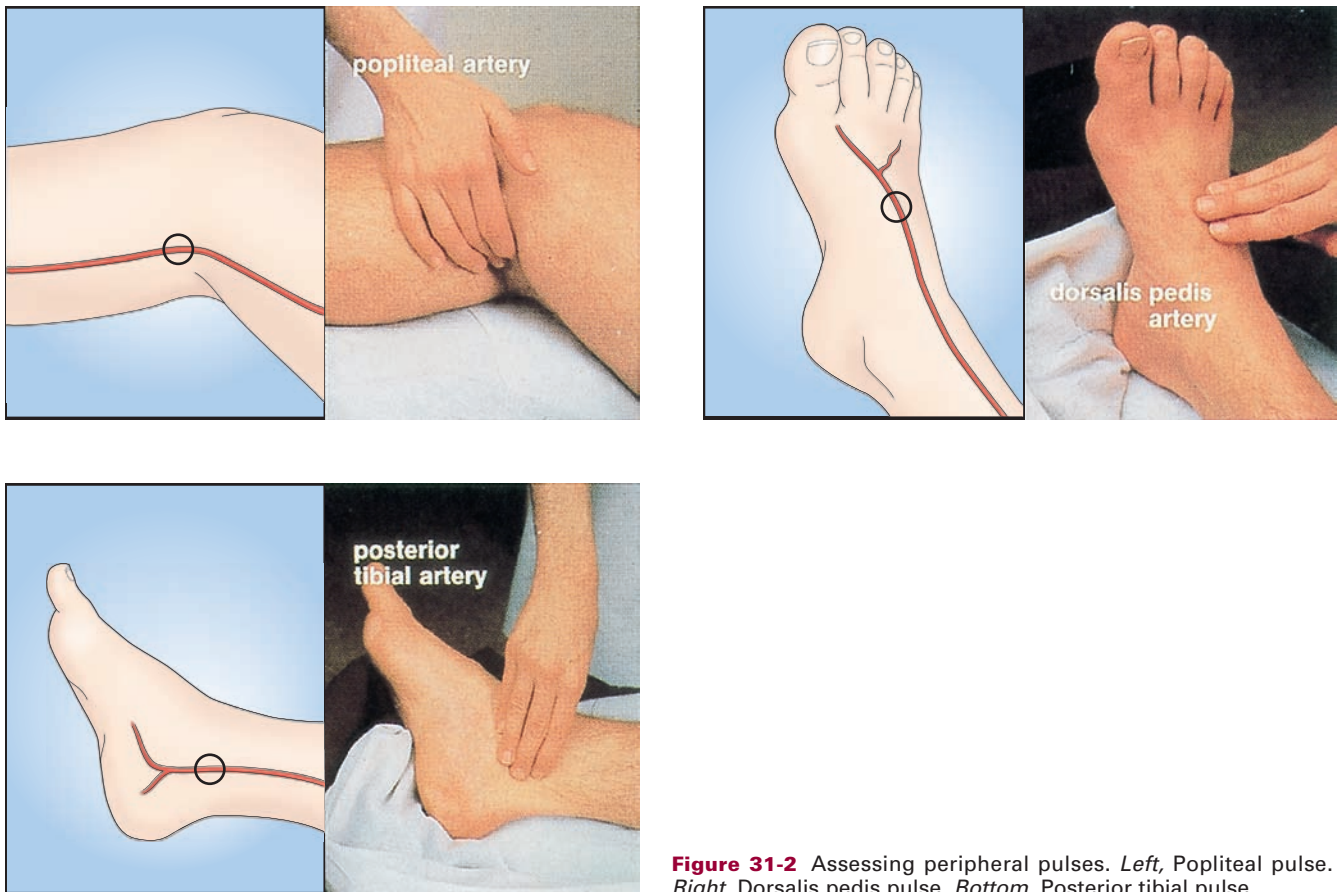 popliteal artery
dorsalis pedis
artery
posterior
tibial artery
Figure 31-2 Assessing peripheral pulses. Left, Popliteal pulse.
Right, Dorsalis pedis pulse. Bottom, Posterior tibial pulse.